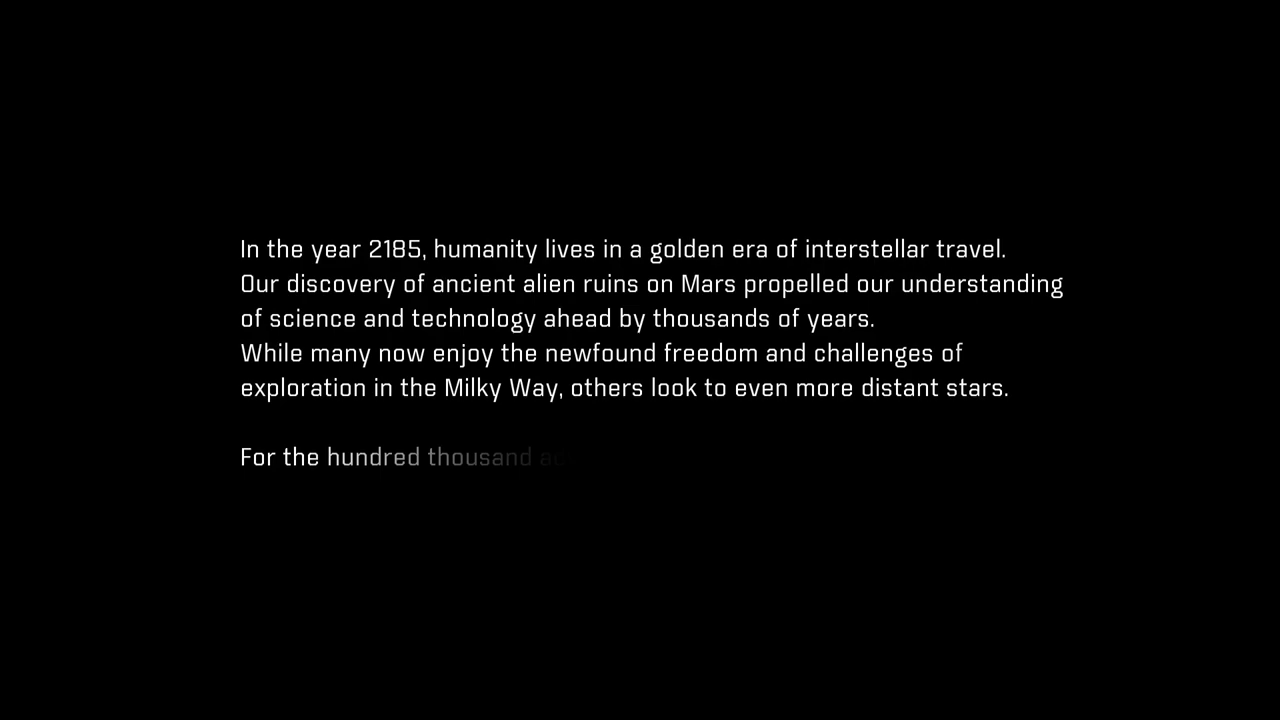 In the year 2185, humanity lives in a golden era of interstellar travel.
Our discovery of ancient alien ruins on Mars propelled our understanding
of science and technology ahead by thousands of years.
While many now enjoy the newfound freedom and challenges of
exploration in the Milky Way, others look to even more distant stars.
For the hundred thousand